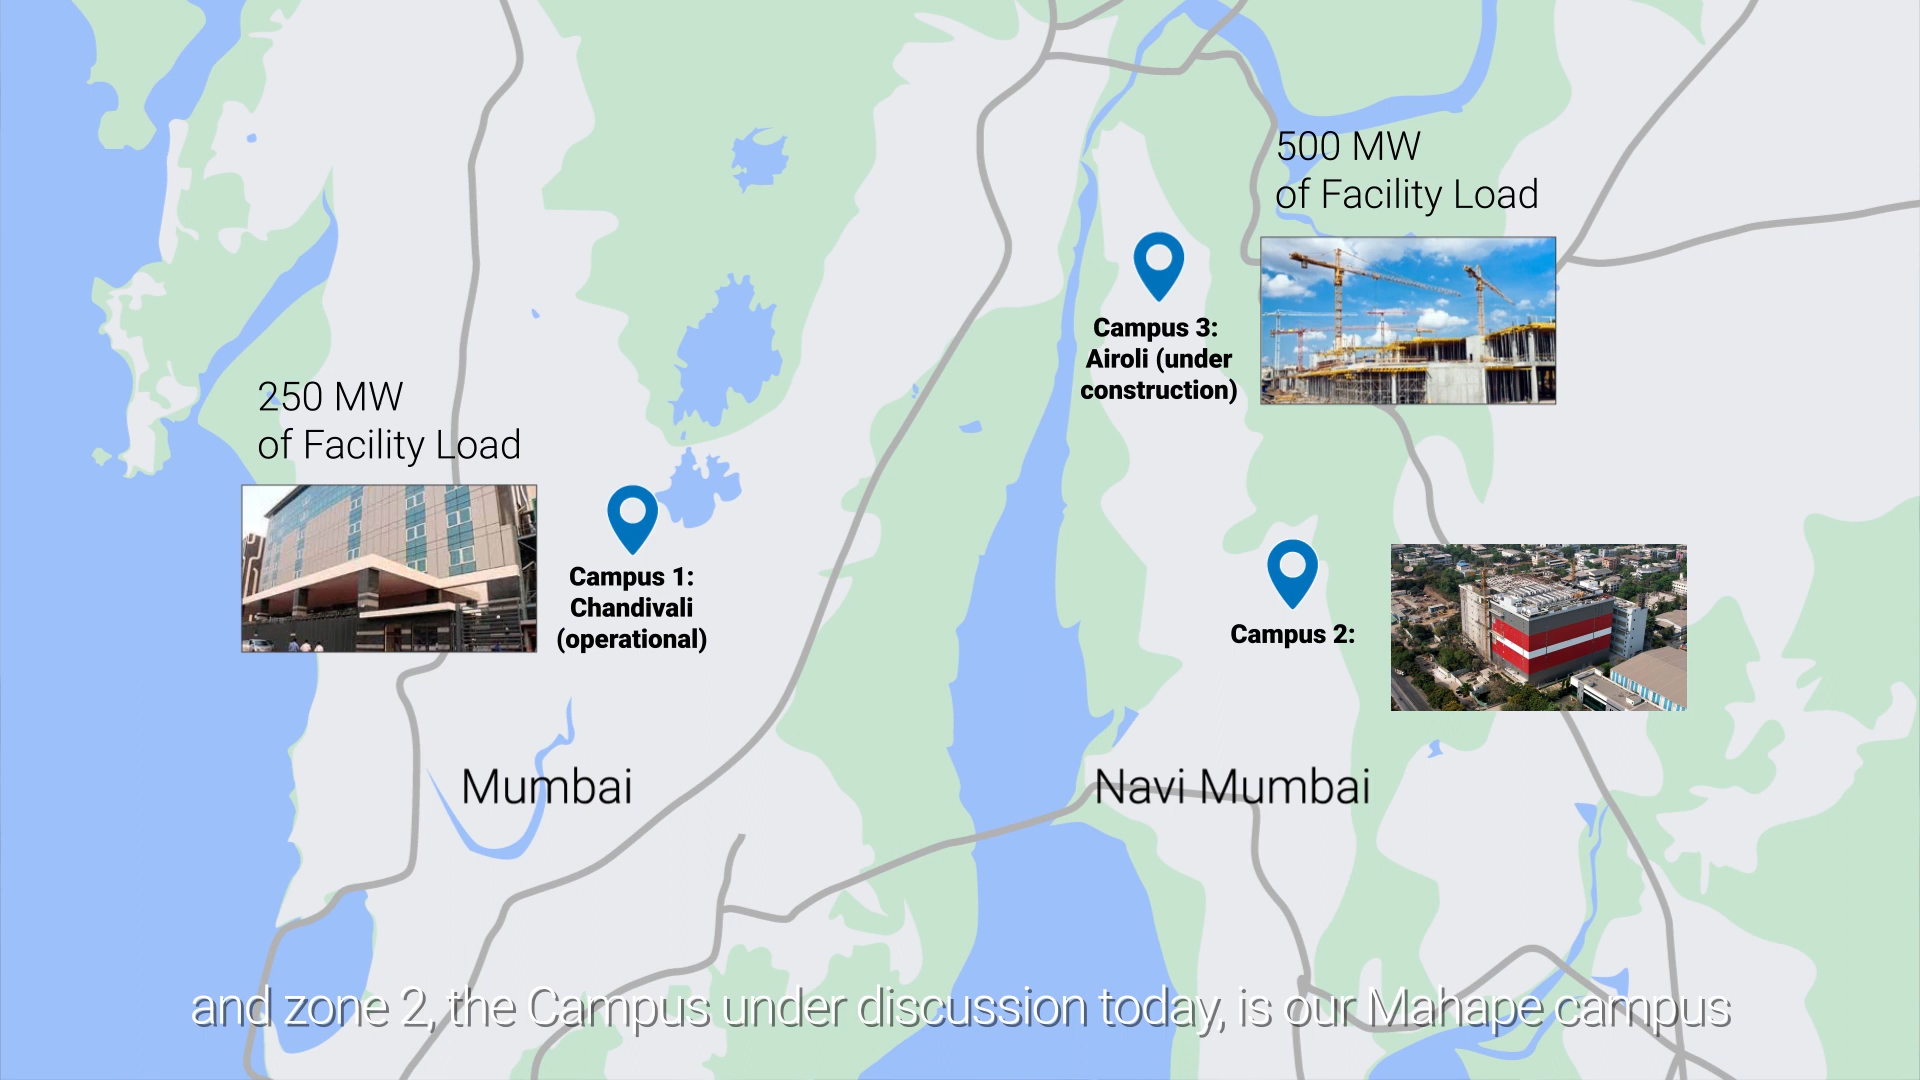 500 MW
of Facility Load
Campus 3:
Airoli (under
construction)
250 MW
of Facility Load
Campus 1:
Chandivali
(operational)
Campus 2:
Mumbai
Navi Mumbai
and zone 2, the Campus under discussion today, is our Mahape campus